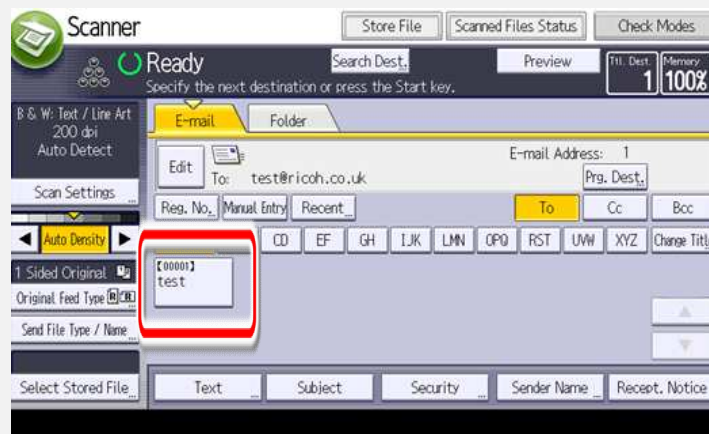 Scanner
Store File
Scanned Files Status
Check Modes
Ready
Search Dest.
Preview
Ttl. Dest.
1
Memory
100%
Specify the next destination or press the Start key.
B & W: Text / Line Art
200 dpi
Auto Detect
Scan Settings
Auto Density
1 Sided Original
Original Feed Type
Send File Type / Name
Select Stored File
E-mail
Folder
Edit
To: test@ricoh.co.uk
E-mail Address: 1
Prg. Dest.
Reg. No.
Manual Entry
Recent
To
Cc
Bcc
CD
EF
GH
IJK
LMN
OPQ
RST
UVW
XYZ
Change Titl
[00001]
test
Text
Subject
Security
Sender Name
Recept. Notice